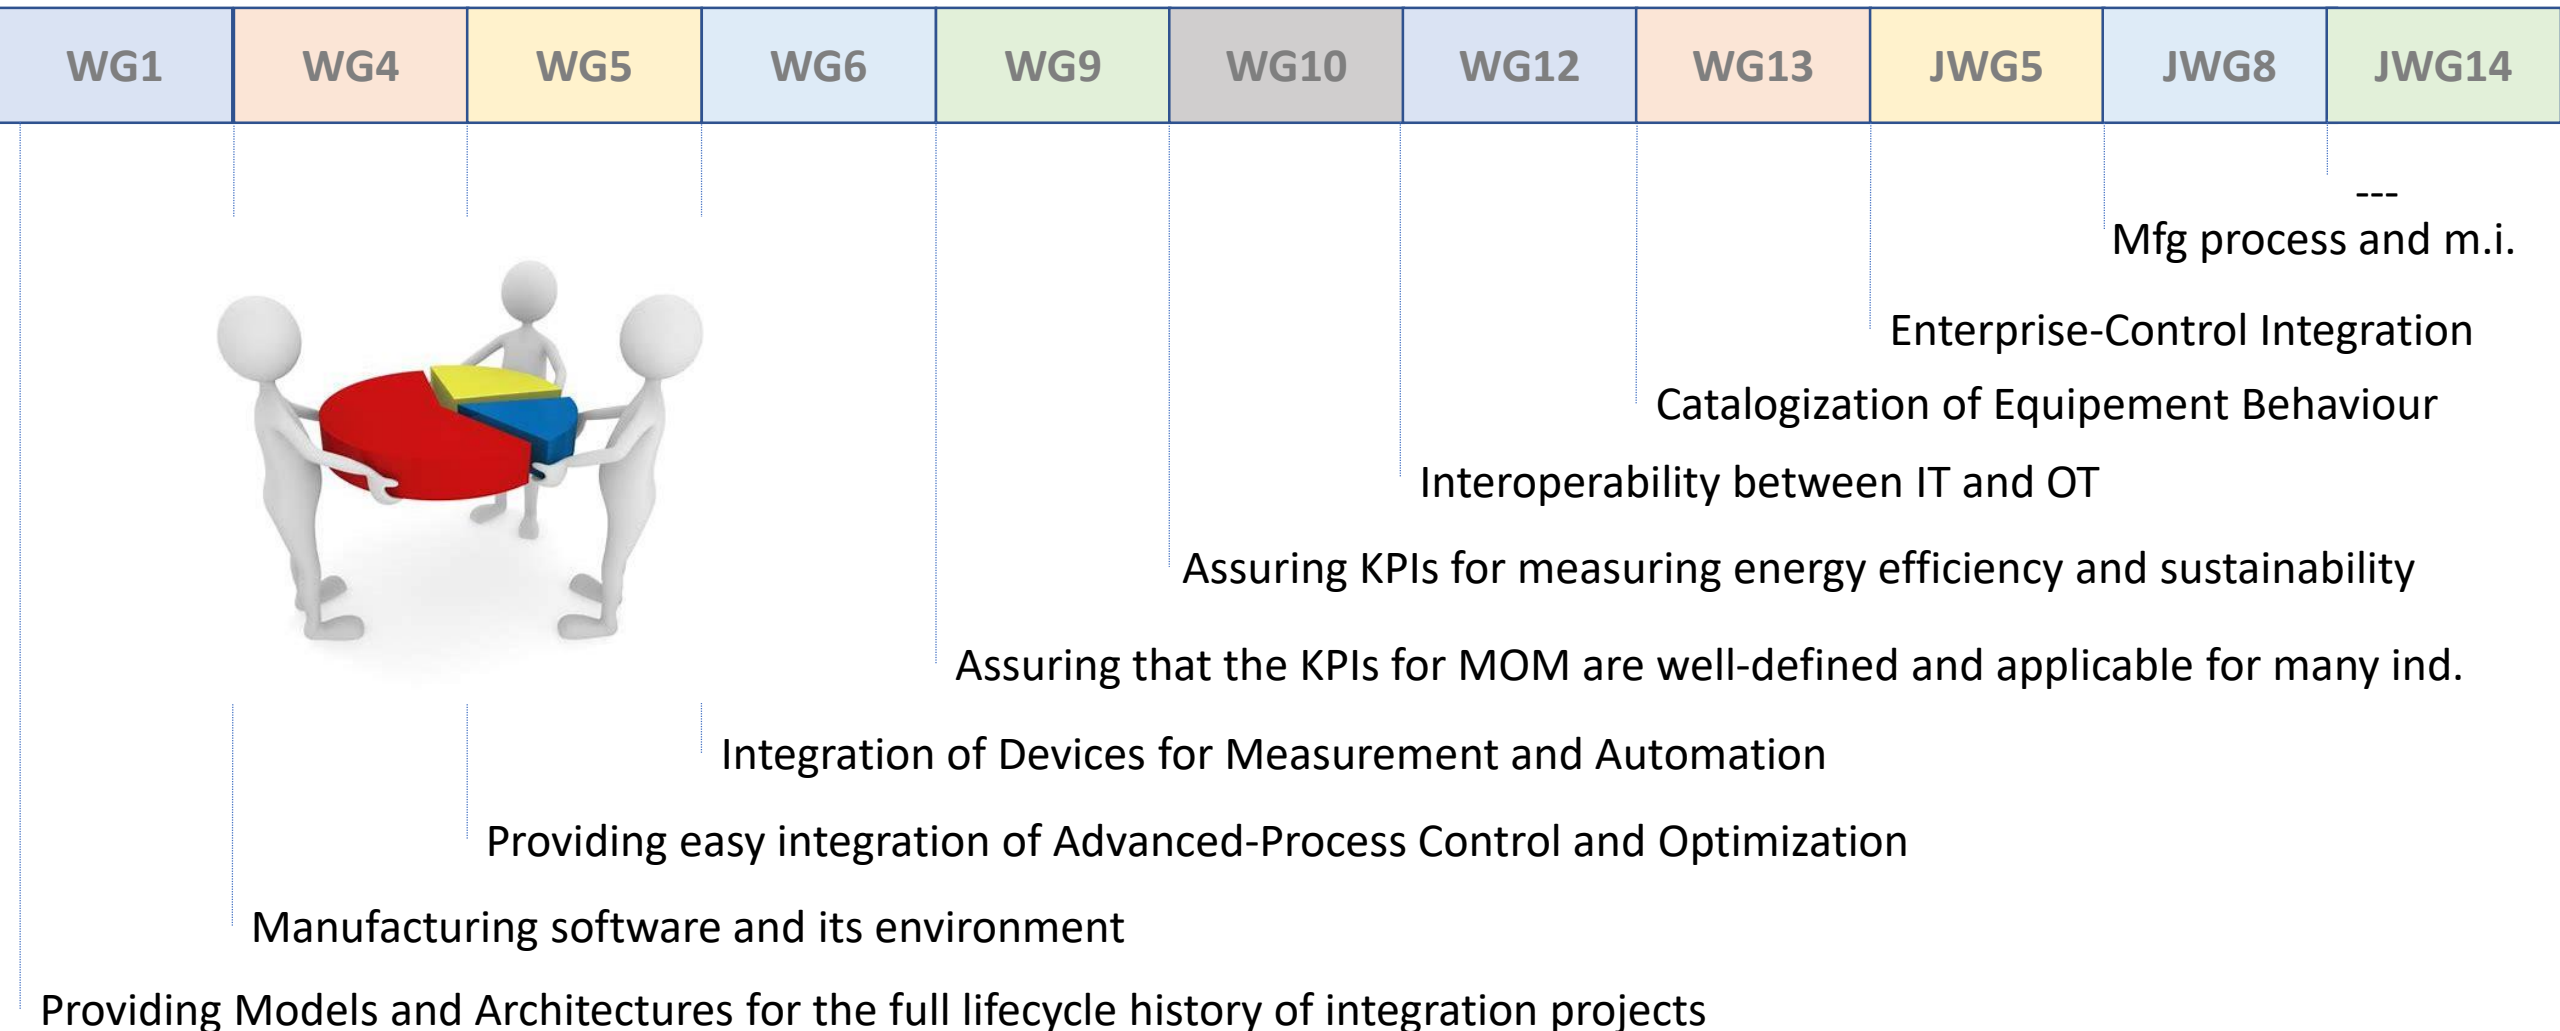 WG1
WG4
WG5
WG6
WG9
WG10
WG12
WG13
JWG5
JWG8
JWG14
---
Mfg process and m.i.
Enterprise-Control Integration
Catalogization of Equipement Behaviour
Interoperability between IT and OT
Assuring KPIs for measuring energy efficiency and sustainability
Assuring that the KPIs for MOM are well-defined and applicable for many ind.
Integration of Devices for Measurement and Automation
Providing easy integration of Advanced-Process Control and Optimization
Manufacturing software and its environment
Providing Models and Architectures for the full lifecycle history of integration projects